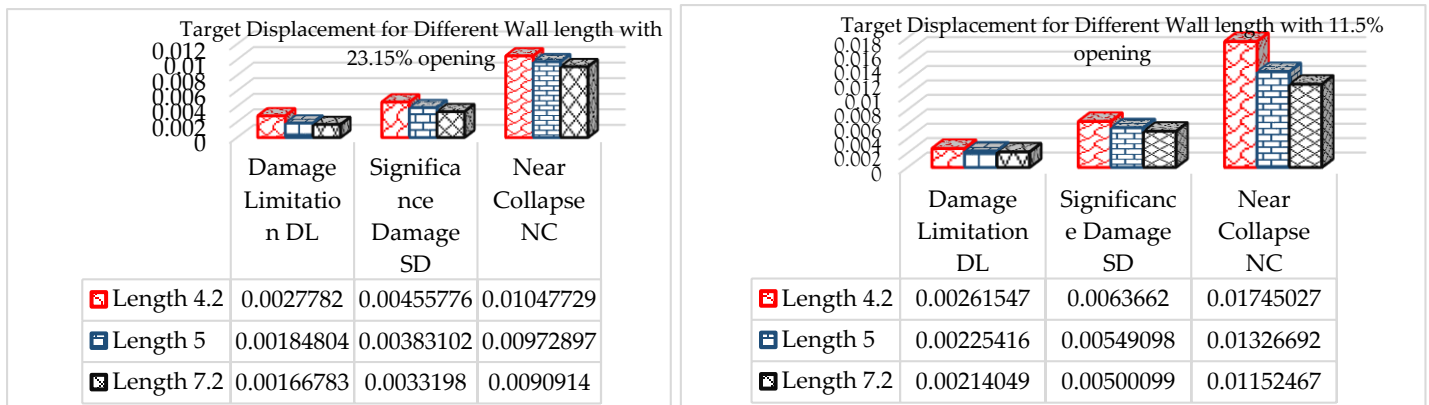 Target Displacement for Different Wall length with
23.15% opening
0.012
0.01
0.008
0.006
0.004
0.002
0
Damage
Limitatio
n DL
Significa
nce
Damage
SD
Near
Collapse
NC
Length 4.2 0.0027782 0.00455776 0.01047729
Length 5 0.00184804 0.00383102 0.00972897
Length 7.2 0.00166783 0.0033198 0.0090914
Target Displacement for Different Wall length with 11.5%
opening
0.018
0.016
0.014
0.012
0.01
0.008
0.006
0.004
0.002
0
Damage
Limitation
DL
Significanc
e Damage
SD
Near
Collapse
NC
Length 4.2 0.00261547 0.0063662 0.01745027
Length 5 0.00225416 0.00549098 0.01326692
Length 7.2 0.00214049 0.00500099 0.01152467